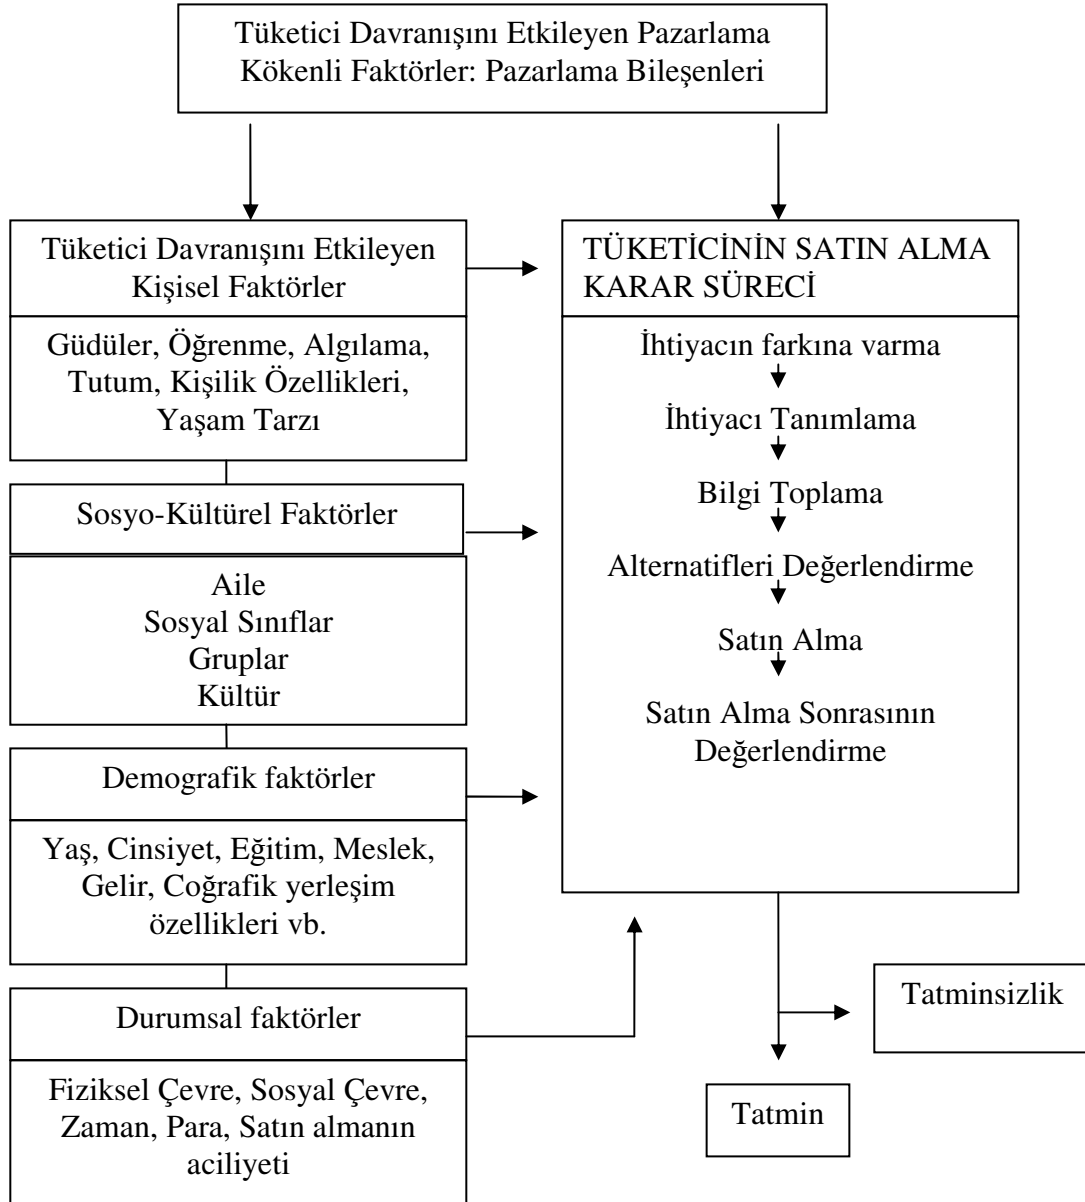 Tüketici Davranışını Etkileyen Pazarlama
Kökenli Faktörler: Pazarlama Bileşenleri
Tüketici Davranışını Etkileyen
Kişisel Faktörler
Güdüler, Öğrenme, Algılama,
Tutum, Kişilik Özellikleri,
Yaşam Tarzı
Sosyo-Kültürel Faktörler
Aile
Sosyal Sınıflar
Gruplar
Kültür
Demografik faktörler
Yaş, Cinsiyet, Eğitim, Meslek,
Gelir, Coğrafik yerleşim
özellikleri vb.
Durumsal faktörler
Fiziksel Çevre, Sosyal Çevre,
Zaman, Para, Satın almanın
aciliyeti
TÜKETİCİNİN SATIN ALMA
KARAR SÜRECİ
İhtiyacın farkına varma
İhtiyacı Tanımlama
Bilgi Toplama
Alternatifleri Değerlendirme
Satın Alma
Satın Alma Sonrasının
Değerlendirme
Tatminsizlik
Tatmin